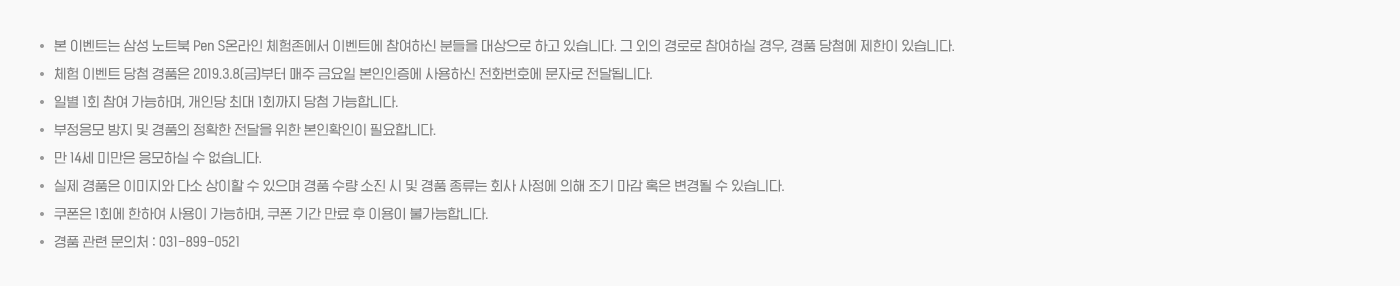 • 본 이벤트는 삼성 노트북 Pen S온라인 체험존에서 이벤트에 참여하신 분들을 대상으로 하고 있습니다. 그 외의 경로로 참여하실 경우, 경품 당첨에 제한이 있습니다.
• 체험 이벤트 당첨 경품은 2019.3.8(금)부터 매주 금요일 본인인증에 사용하신 전화번호에 문자로 전달됩니다.
• 일별 1회 참여 가능하며, 개인당 최대 1회까지 당첨 가능합니다.
• 부정응모 방지 및 경품의 정확한 전달을 위한 본인확인이 필요합니다.
• 만 14세 미만은 응모하실 수 없습니다.
• 실제 경품은 이미지와 다소 상이할 수 있으며 경품 수량 소진 시 및 경품 종류는 회사 사정에 의해 조기 마감 혹은 변경될 수 있습니다.
• 쿠폰은 1회에 한하여 사용이 가능하며, 쿠폰 기간 만료 후 이용이 불가능합니다.
• 경품 관련 문의처 : 031-899-0521